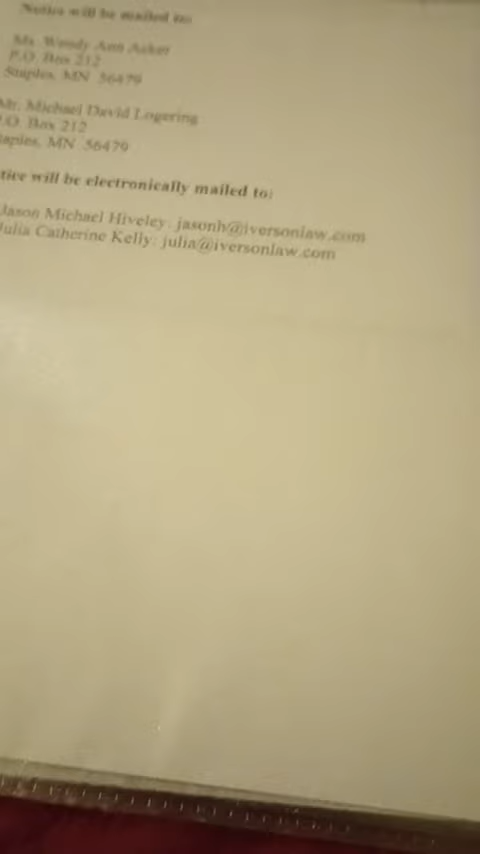 Notice will be mailed to:
Ms. Wendy Ann Asher
P.O. Box 212
Staples, MN 56479
Mr. Michael David Logering
.O. Box 212
taples, MN 56479
tice will be electronically mailed to:
Jason Michael Hiveley: jasonh@iversonlaw.com
Julia Catherine Kelly: julia@iversonlaw.com